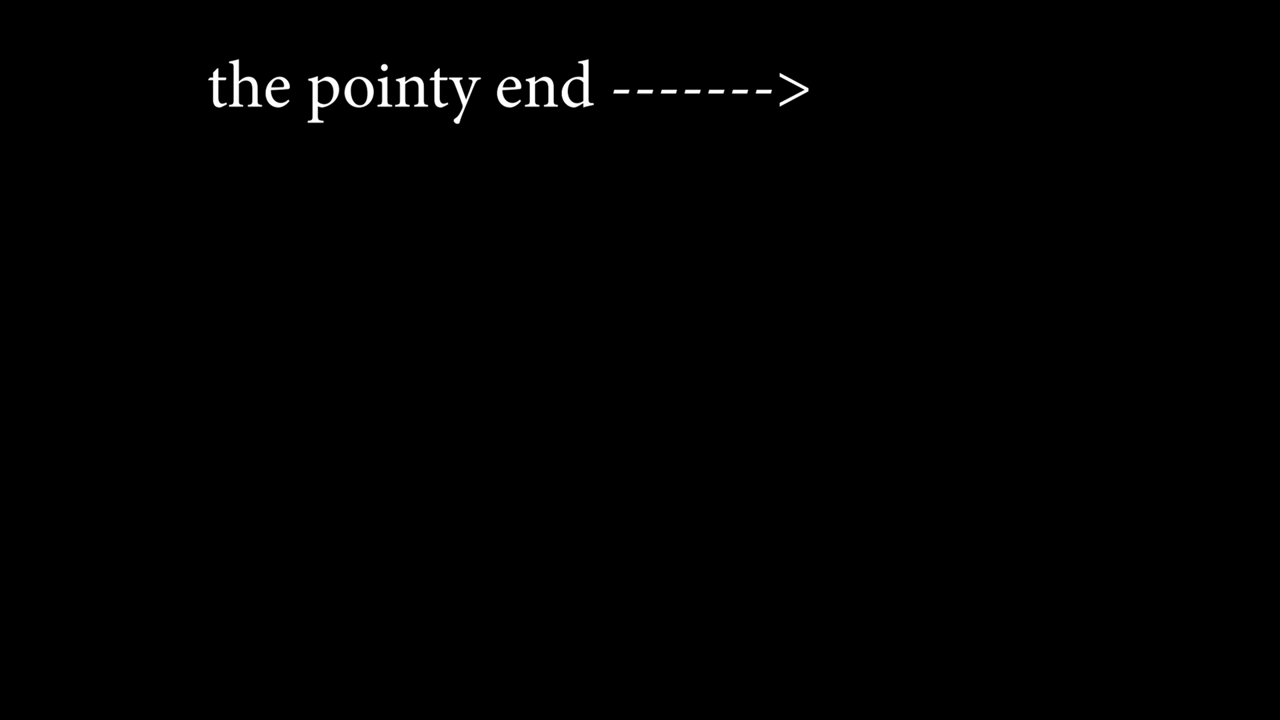 the pointy end ------->